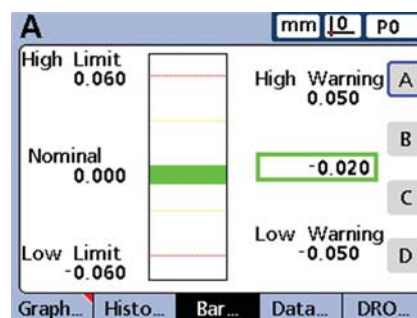 A mm 0 P0
High Limit
0.060
High Warning
0.050
A
B
Nominal
0.000
-0.020
C
Low Warning
-0.050
Low Limit
-0.060
D
Graph... Histo... Bar... Data... DRO...